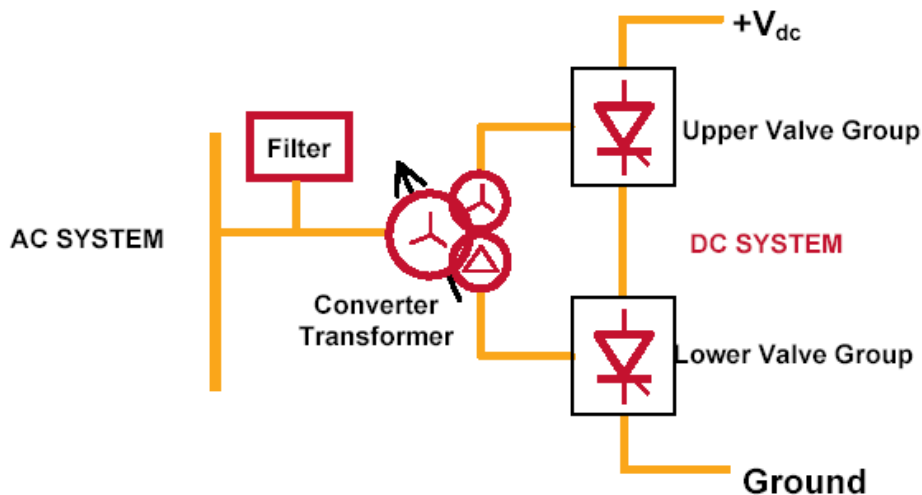 +Vdc
Filter
Upper Valve Group
AC SYSTEM
DC SYSTEM
Converter
Transformer
Lower Valve Group
Ground